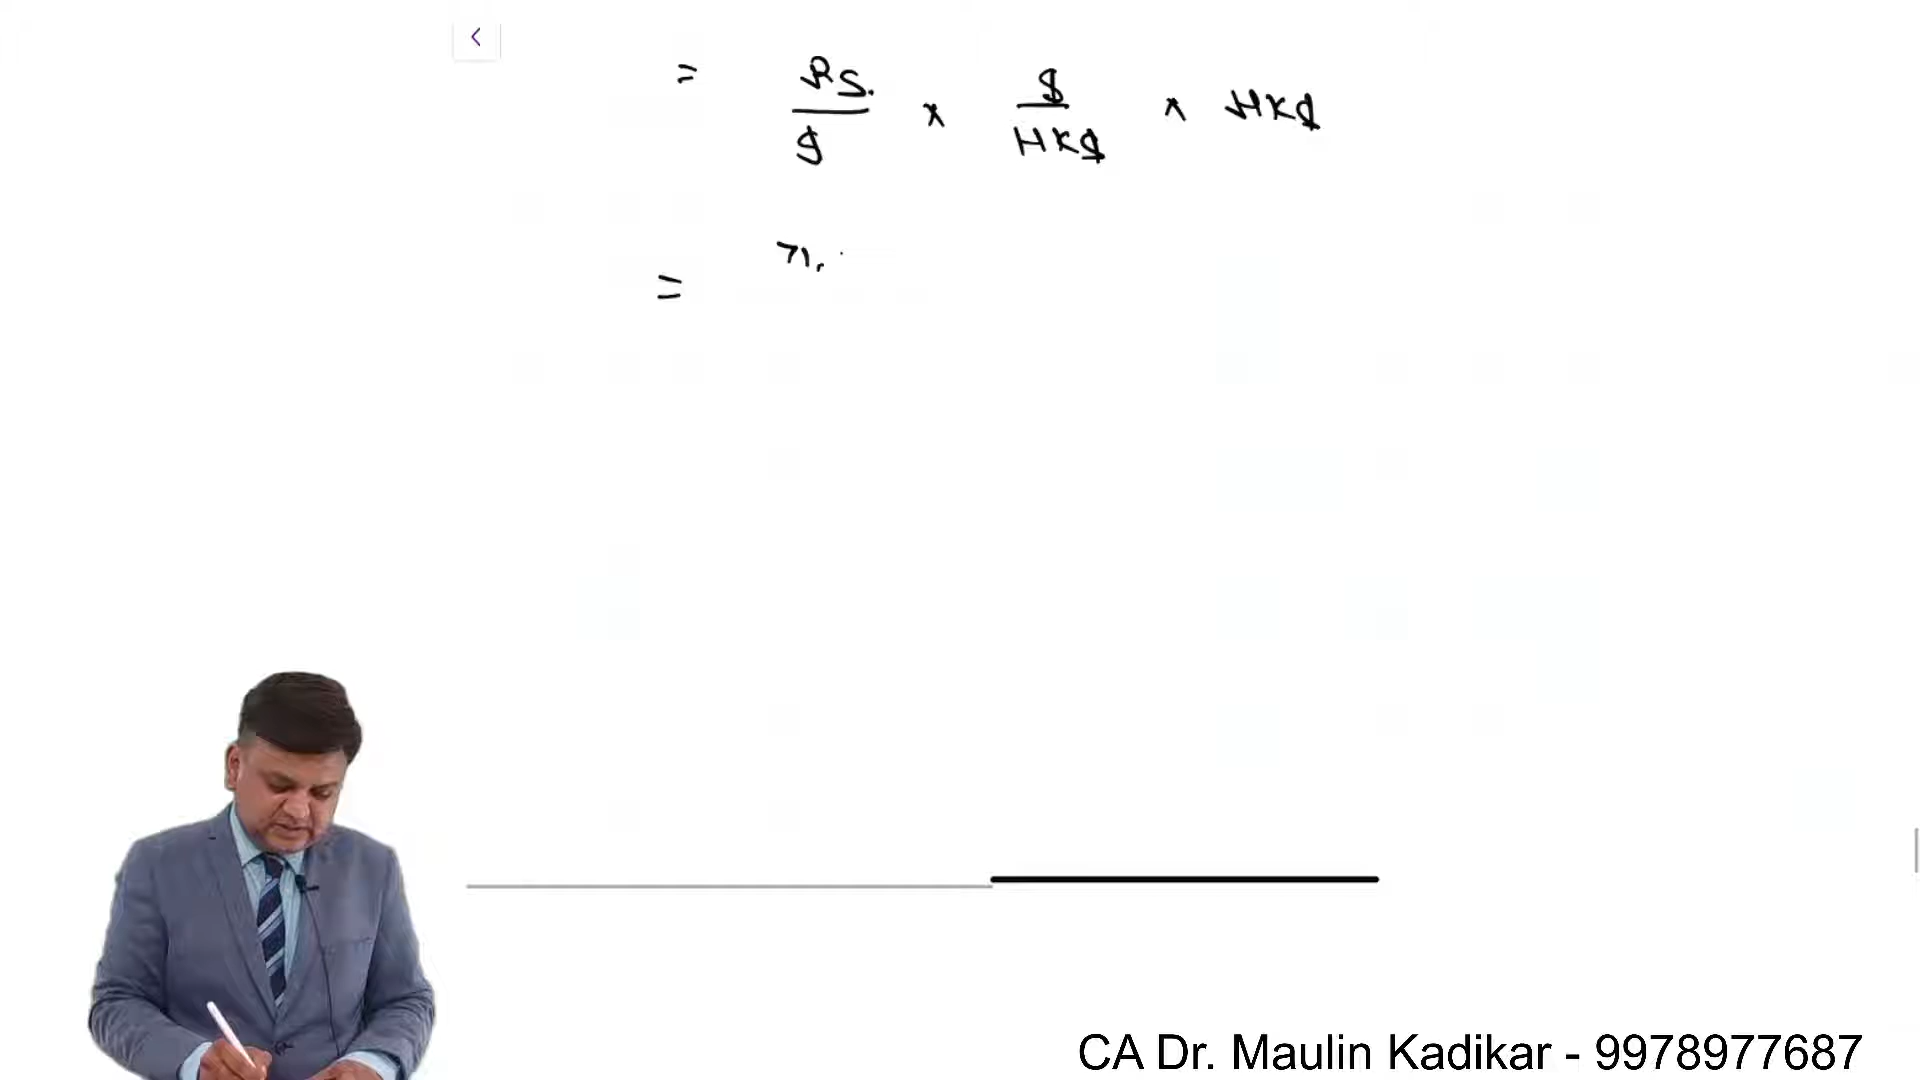 = Rs. / $ × $ / HK$ × HK$
= 71.
CA Dr. Maulin Kadikar - 9978977687